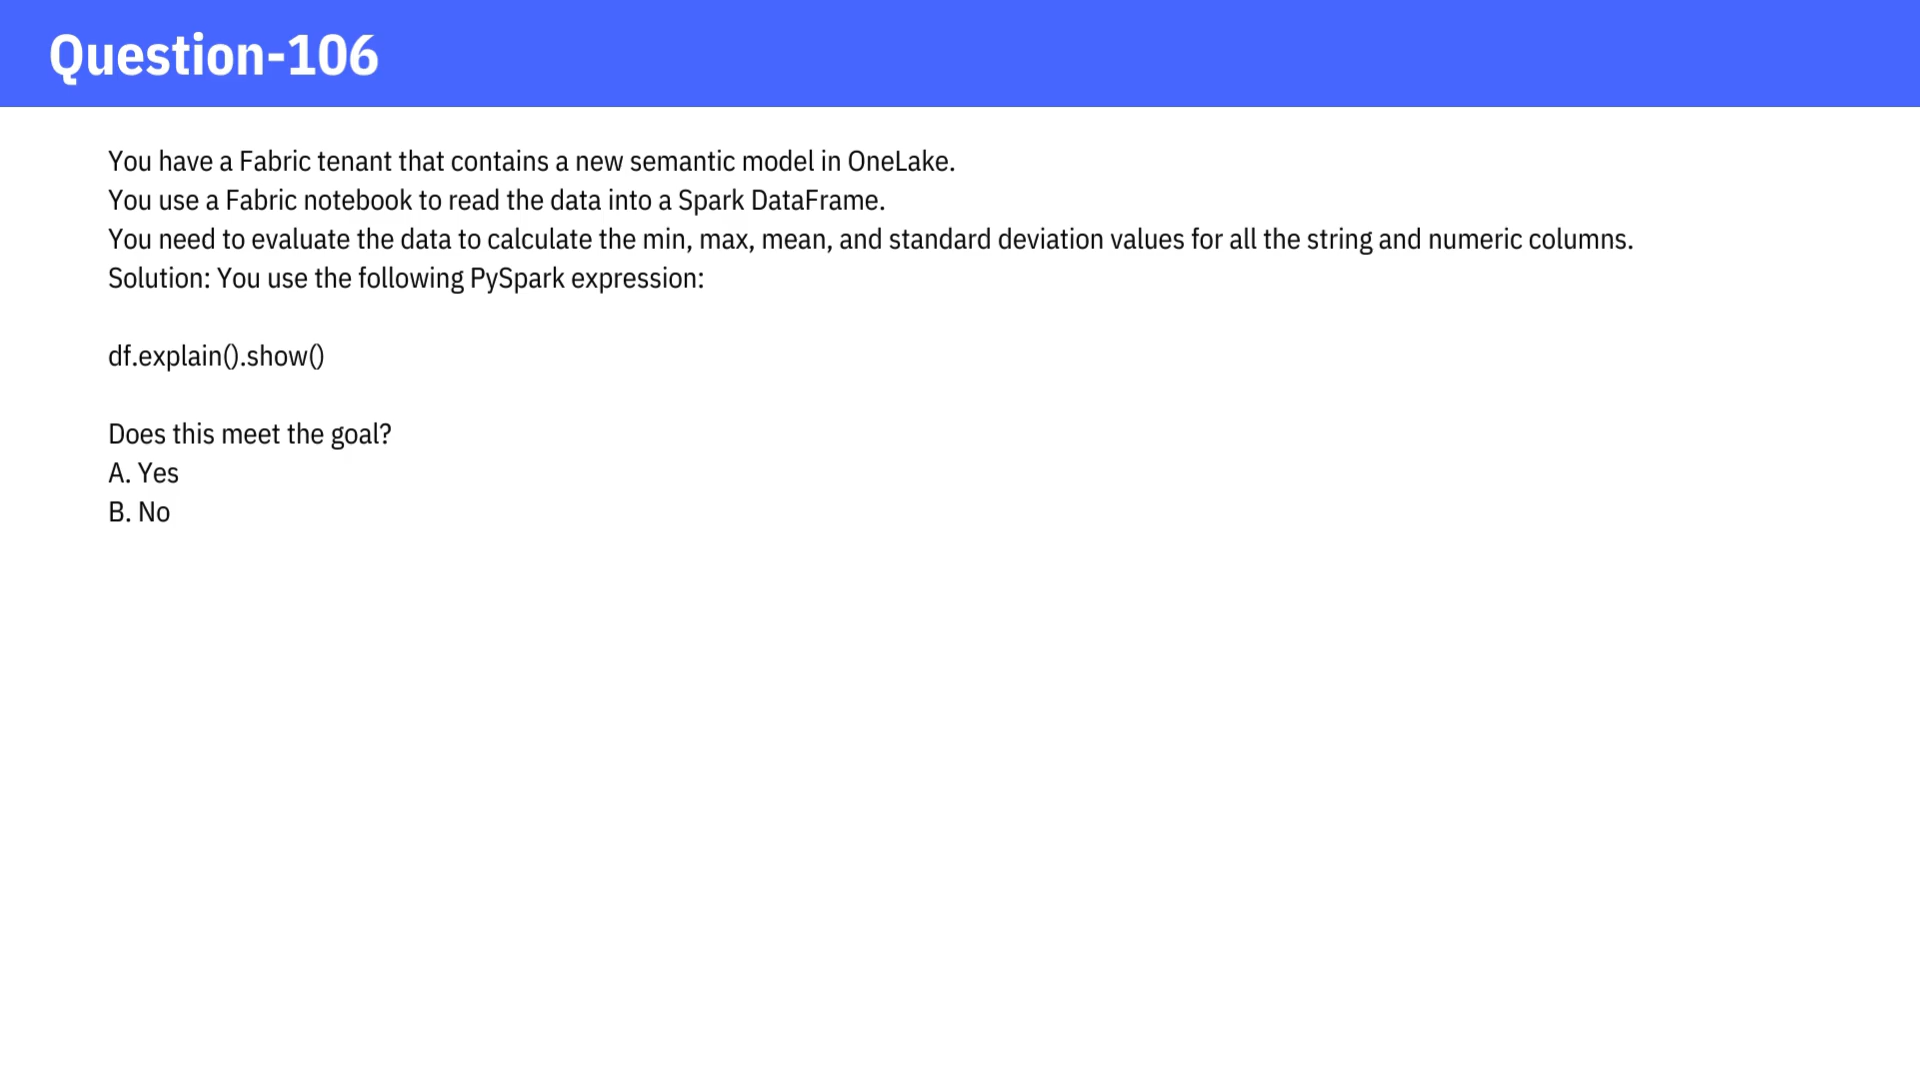 Question-106
You have a Fabric tenant that contains a new semantic model in OneLake.
You use a Fabric notebook to read the data into a Spark DataFrame.
You need to evaluate the data to calculate the min, max, mean, and standard deviation values for all the string and numeric columns.
Solution: You use the following PySpark expression:
df.explain().show()
Does this meet the goal?
A. Yes
B. No